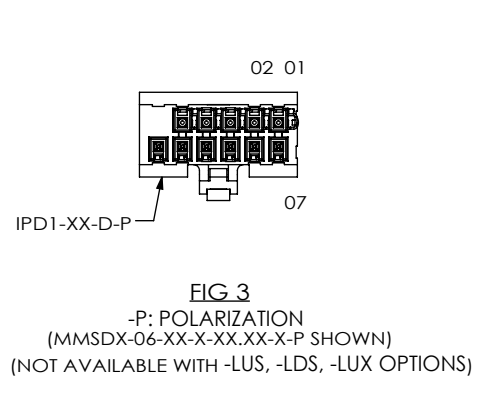 02 01
07
IPD1-XX-D-P
FIG 3
-P: POLARIZATION
(MMSDX-06-XX-X-XX.XX-X-P SHOWN)
(NOT AVAILABLE WITH -LUS, -LDS, -LUX OPTIONS)